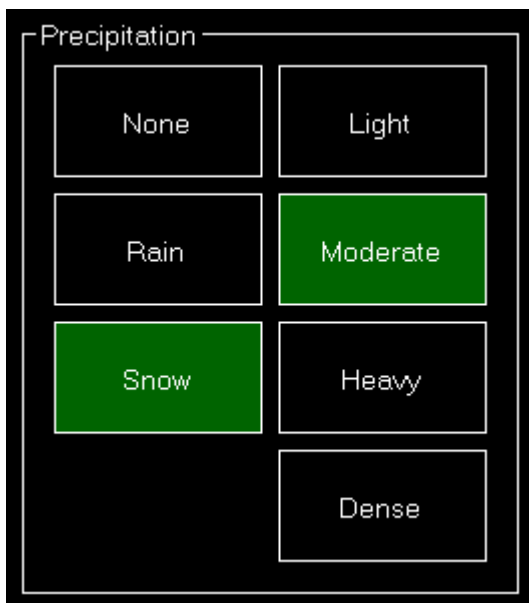 Precipitation
None
Light
Rain
Moderate
Snow
Heavy
Dense